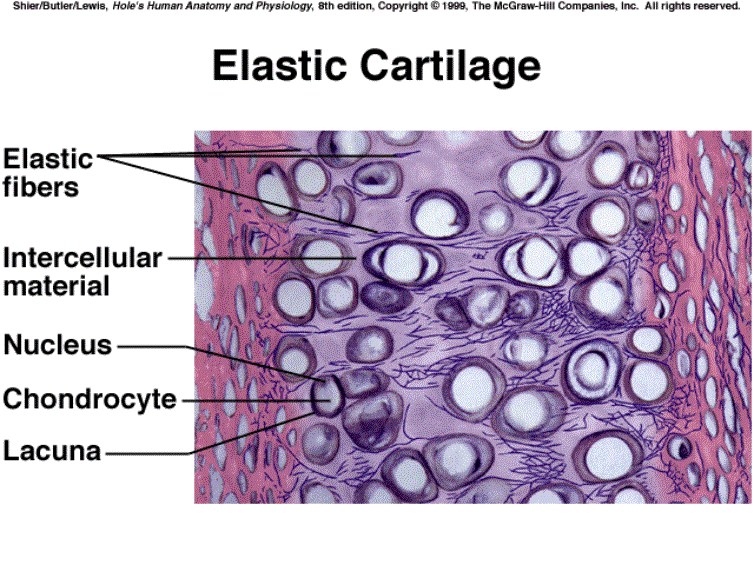 Shier/Butler/Lewis, Hole's Human Anatomy and Physiology, 8th edition, Copyright © 1999, The McGraw-Hill Companies, Inc. All rights reserved.
Elastic Cartilage
Elastic
fibers
Intercellular
material
Nucleus
Chondrocyte
Lacuna